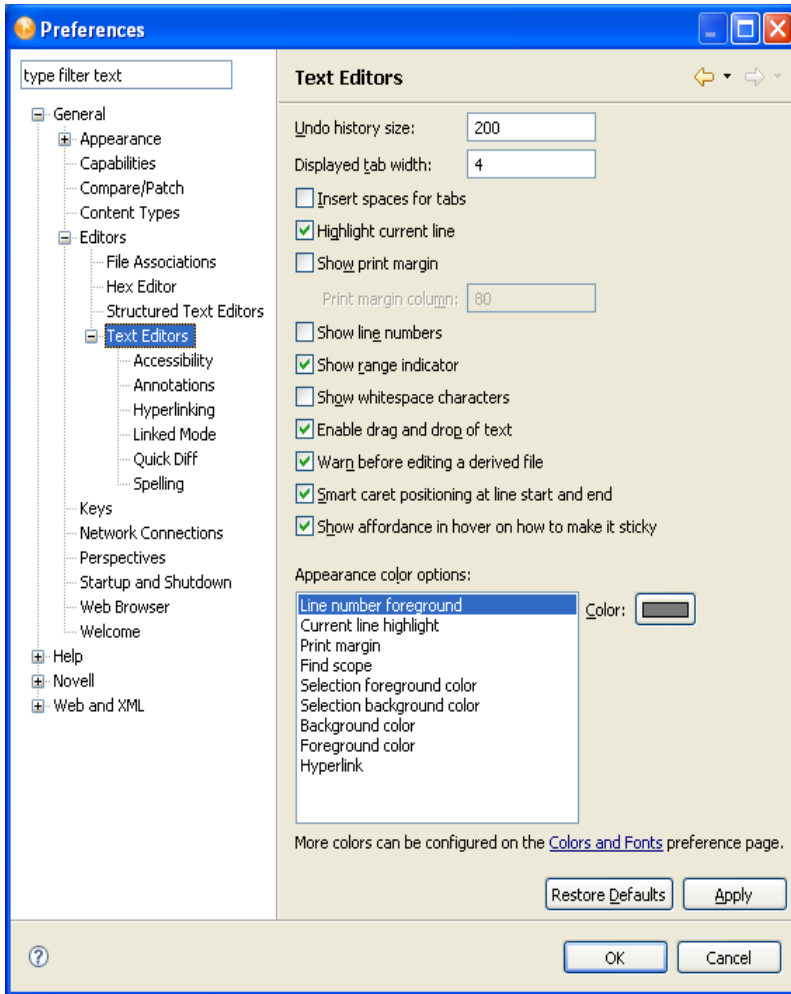 Preferences
type filter text
General
Appearance
Capabilities
Compare/Patch
Content Types
Editors
File Associations
Hex Editor
Structured Text Editors
Text Editors
Accessibility
Annotations
Hyperlinking
Linked Mode
Quick Diff
Spelling
Keys
Network Connections
Perspectives
Startup and Shutdown
Web Browser
Welcome
Help
Novell
Web and XML
Text Editors
Undo history size: 200
Displayed tab width: 4
Insert spaces for tabs
Highlight current line
Show print margin
Print margin column: 80
Show line numbers
Show range indicator
Show whitespace characters
Enable drag and drop of text
Warn before editing a derived file
Smart caret positioning at line start and end
Show affordance in hover on how to make it sticky
Appearance color options:
Line number foreground
Current line highlight
Print margin
Find scope
Selection foreground color
Selection background color
Background color
Foreground color
Hyperlink
Color:
More colors can be configured on the Colors and Fonts preference page.
Restore Defaults Apply
? OK Cancel